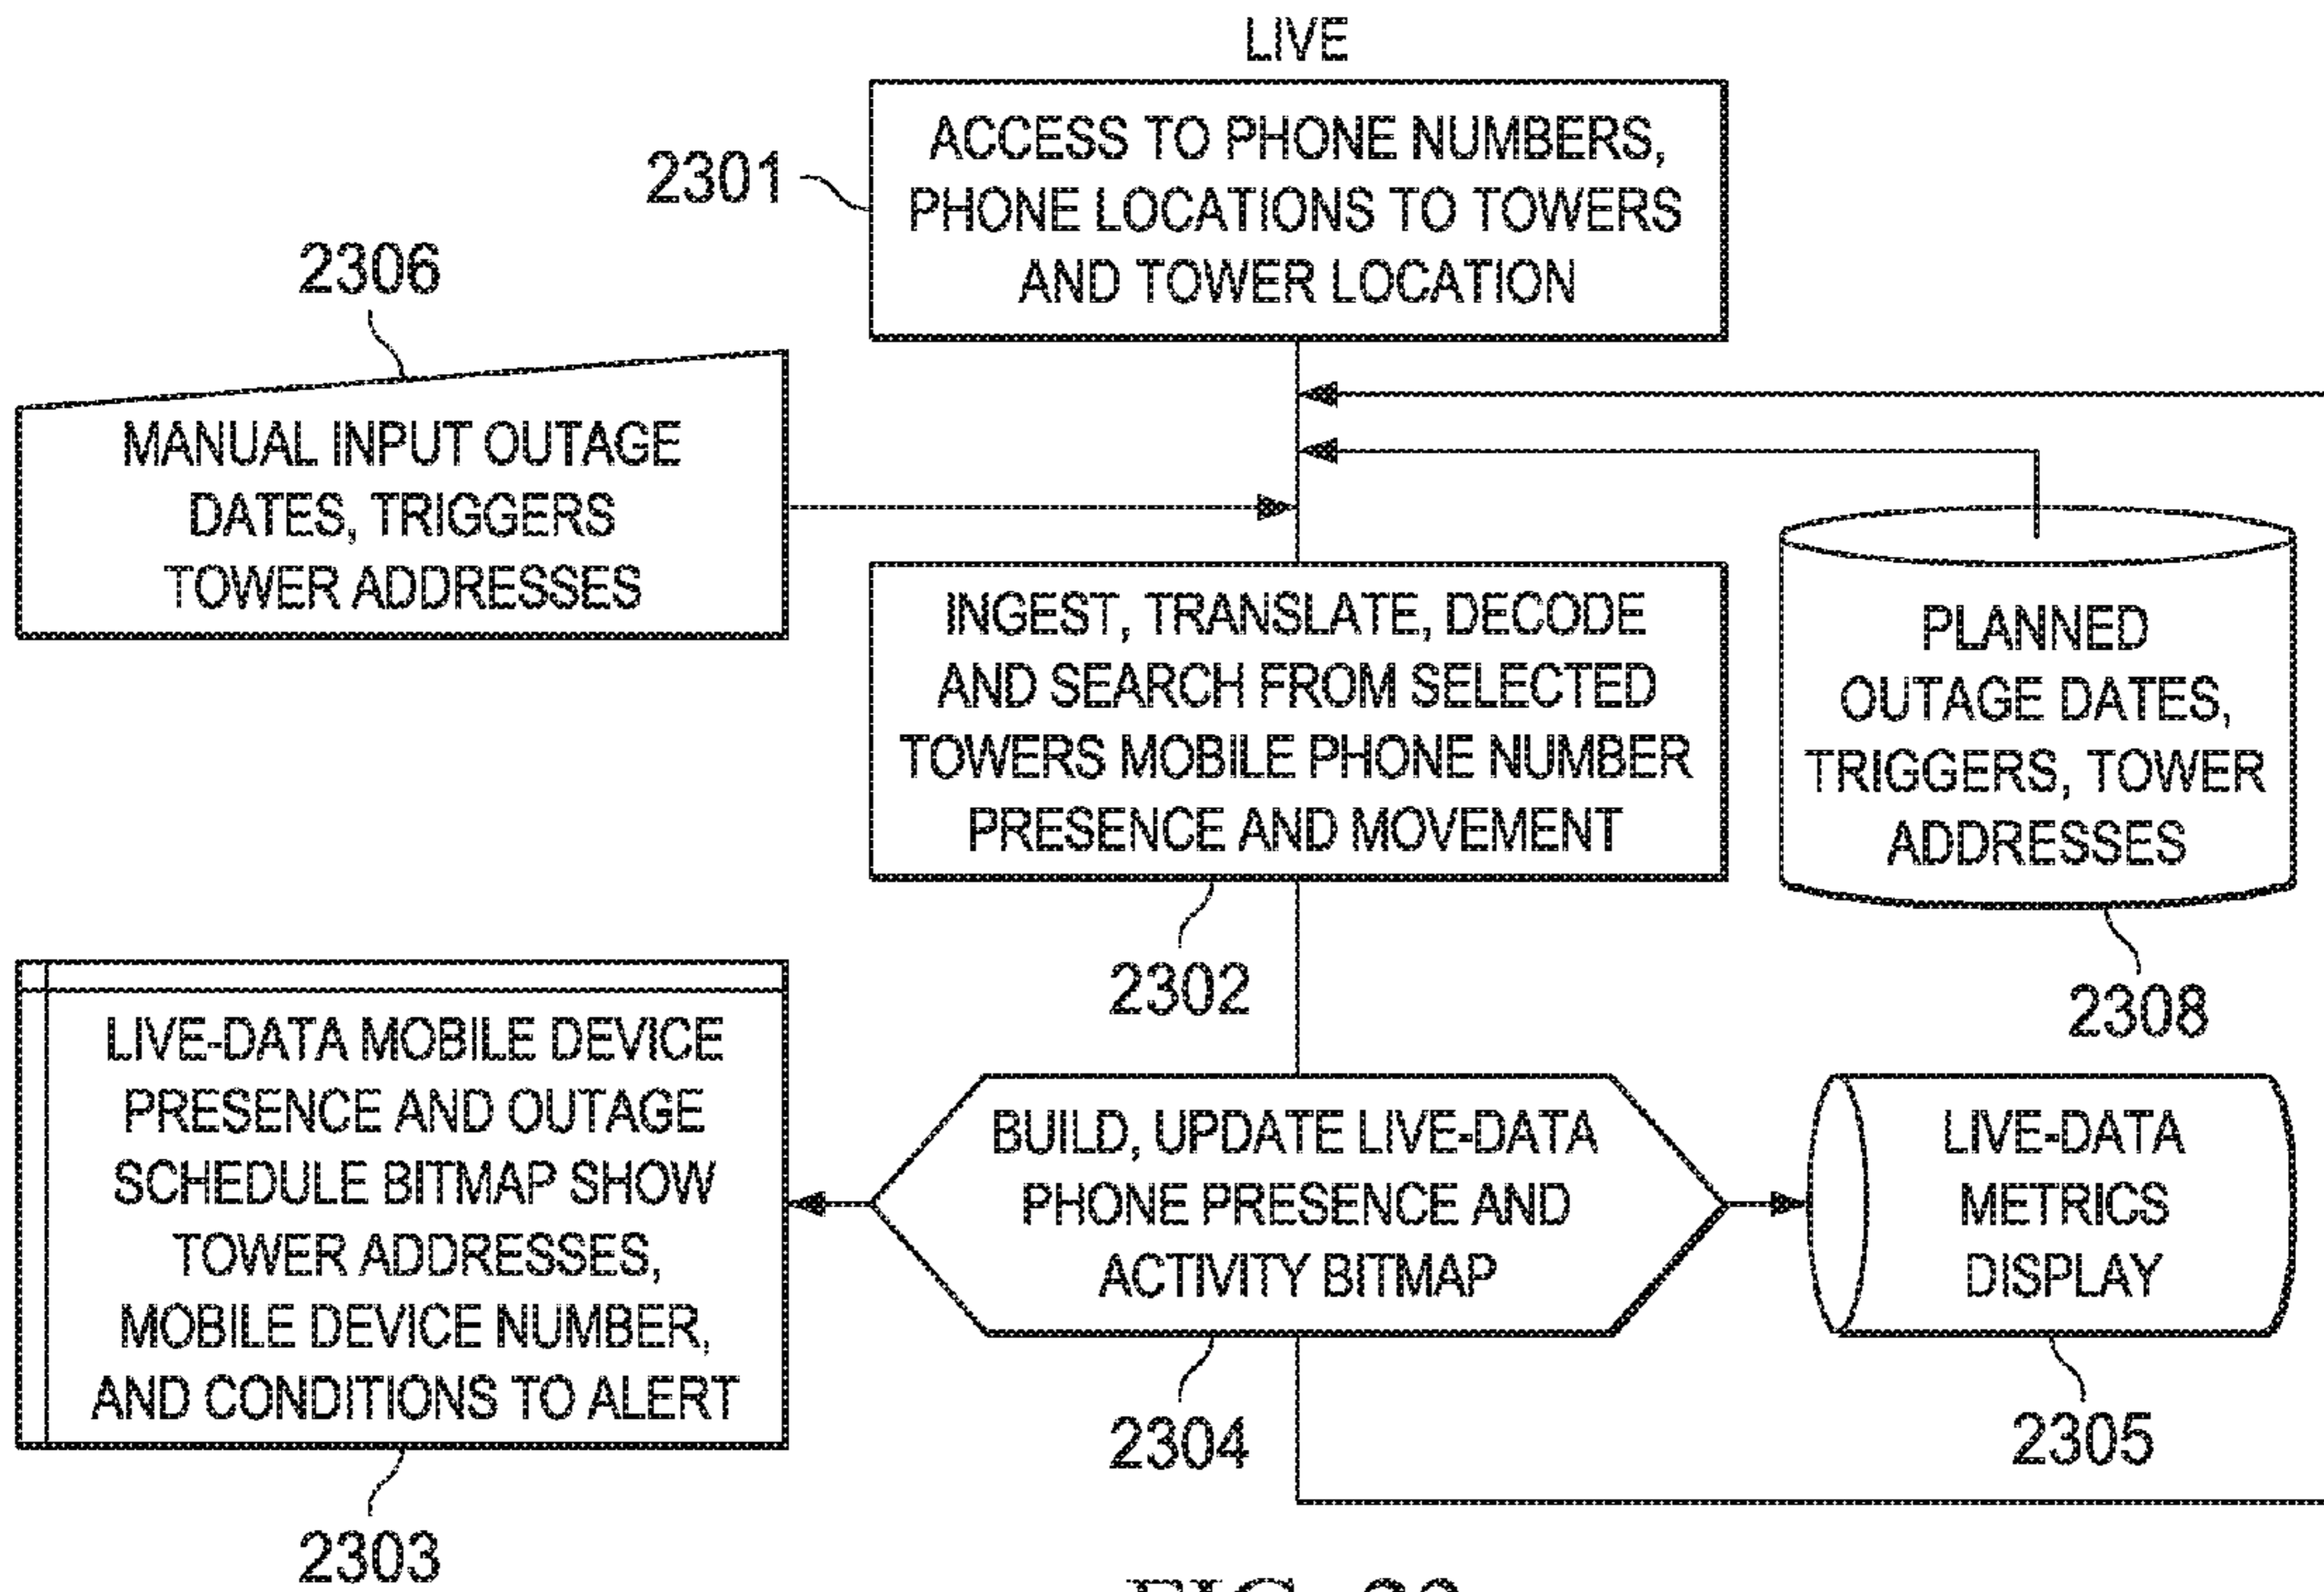 LIVE
ACCESS TO PHONE NUMBERS,
PHONE LOCATIONS TO TOWERS
AND TOWER LOCATION
2301
2306
MANUAL INPUT OUTAGE
DATES, TRIGGERS
TOWER ADDRESSES
INGEST, TRANSLATE, DECODE
AND SEARCH FROM SELECTED
TOWERS MOBILE PHONE NUMBER
PRESENCE AND MOVEMENT
2302
PLANNED
OUTAGE DATES,
TRIGGERS, TOWER
ADDRESSES
2308
LIVE-DATA MOBILE DEVICE
PRESENCE AND OUTAGE
SCHEDULE BITMAP SHOW
TOWER ADDRESSES,
MOBILE DEVICE NUMBER,
AND CONDITIONS TO ALERT
2303
BUILD, UPDATE LIVE-DATA
PHONE PRESENCE AND
ACTIVITY BITMAP
2304
LIVE-DATA
METRICS
DISPLAY
2305